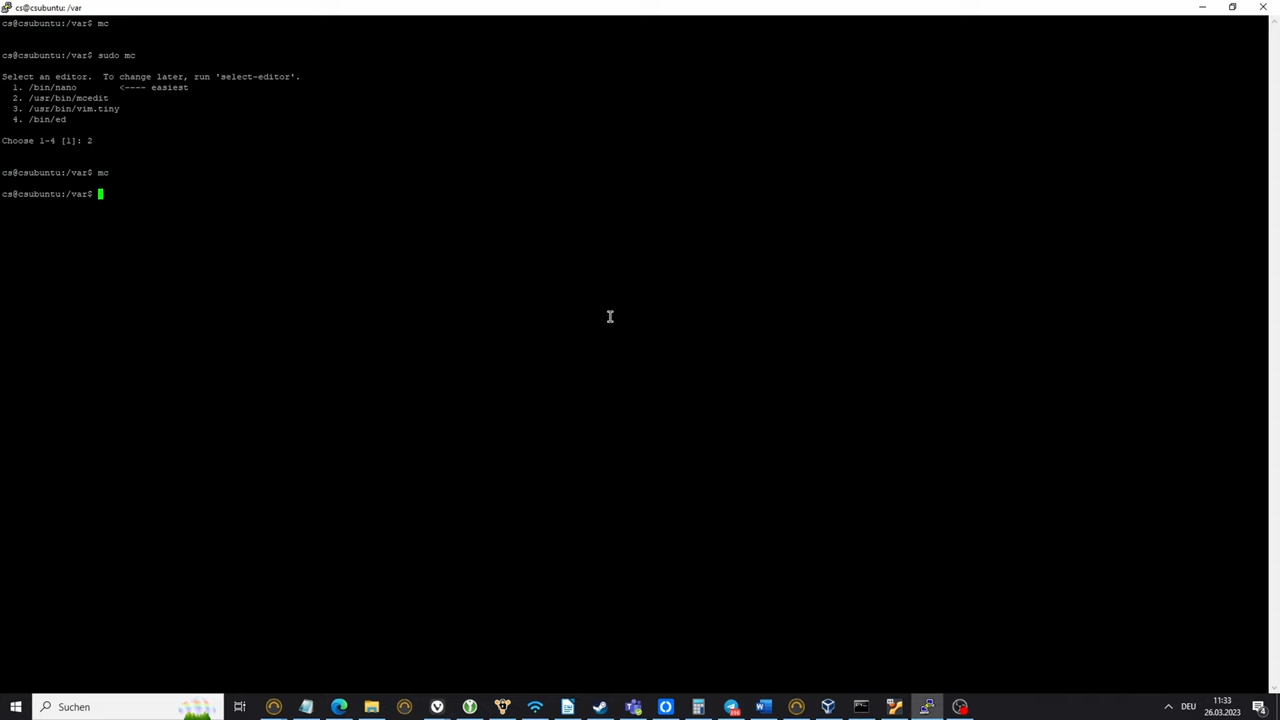 cs@csubuntu: /var
cs@csubuntu:/var$ mc
cs@csubuntu:/var$ sudo mc
Select an editor.  To change later, run 'select-editor'.
  1. /bin/nano        <---- easiest
  2. /usr/bin/mcedit
  3. /usr/bin/vim.tiny
  4. /bin/ed
Choose 1-4 [1]: 2
cs@csubuntu:/var$ mc
cs@csubuntu:/var$
Suchen
DEU
11:33
26.03.2023